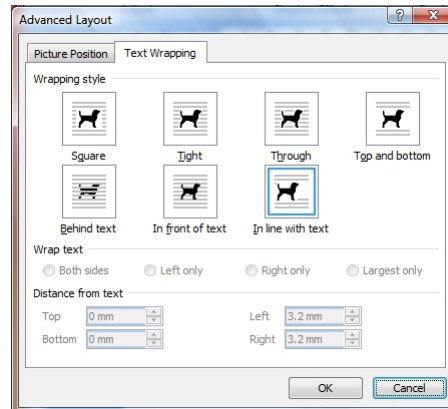 Advanced Layout
Picture Position Text Wrapping
Wrapping style
Square Tight Through Top and bottom
Behind text In front of text In line with text
Wrap text
Both sides Left only Right only Largest only
Distance from text
Top 0 mm Left 3.2 mm
Bottom 0 mm Right 3.2 mm
OK Cancel